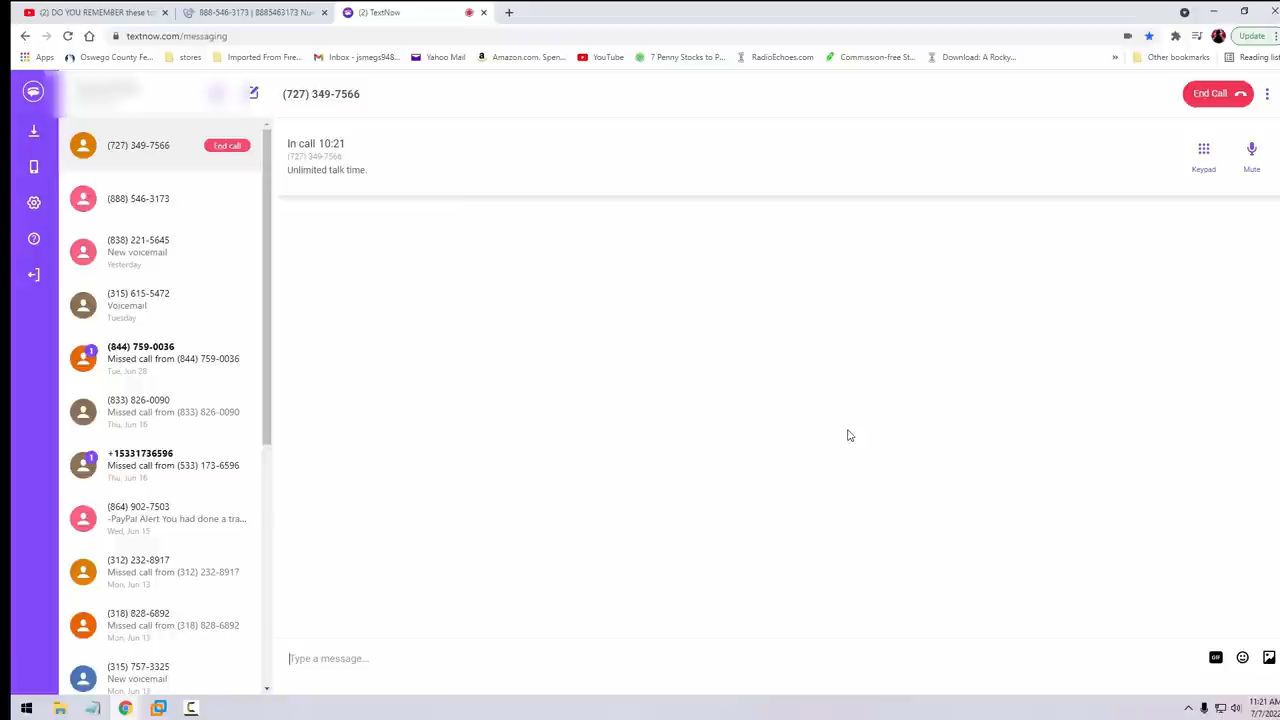 (2) DO YOU REMEMBER these to
888-546-3173 | 8885463173 Nu
(2) TextNow
textnow.com/messaging
Update
Apps
Oswego County Fe...
stores
Imported From Fire...
Inbox - jsmegs948...
Yahoo Mail
Amazon.com. Spen...
YouTube
7 Penny Stocks to P...
RadioEchoes.com
Commission-free St...
Download: A Rocky...
»
Other bookmarks
Reading list
(727) 349-7566
End Call
(727) 349-7566
End call
In call 10:21
(727) 349-7566
Unlimited talk time.
Keypad
Mute
(888) 546-3173
(838) 221-5645
New voicemail
Yesterday
(315) 615-5472
Voicemail
Tuesday
(844) 759-0036
1
Missed call from (844) 759-0036
Tue, Jun 28
(833) 826-0090
Missed call from (833) 826-0090
Thu, Jun 16
+15331736596
1
Missed call from (533) 173-6596
Thu, Jun 16
(864) 902-7503
-PayPal Alert You had done a tra...
Wed, Jun 15
(312) 232-8917
Missed call from (312) 232-8917
Mon, Jun 13
(318) 828-6892
Missed call from (318) 828-6892
Mon, Jun 13
(315) 757-3325
New voicemail
Mon, Jun 13
Type a message...
GIF
11:21 AM
7/7/202